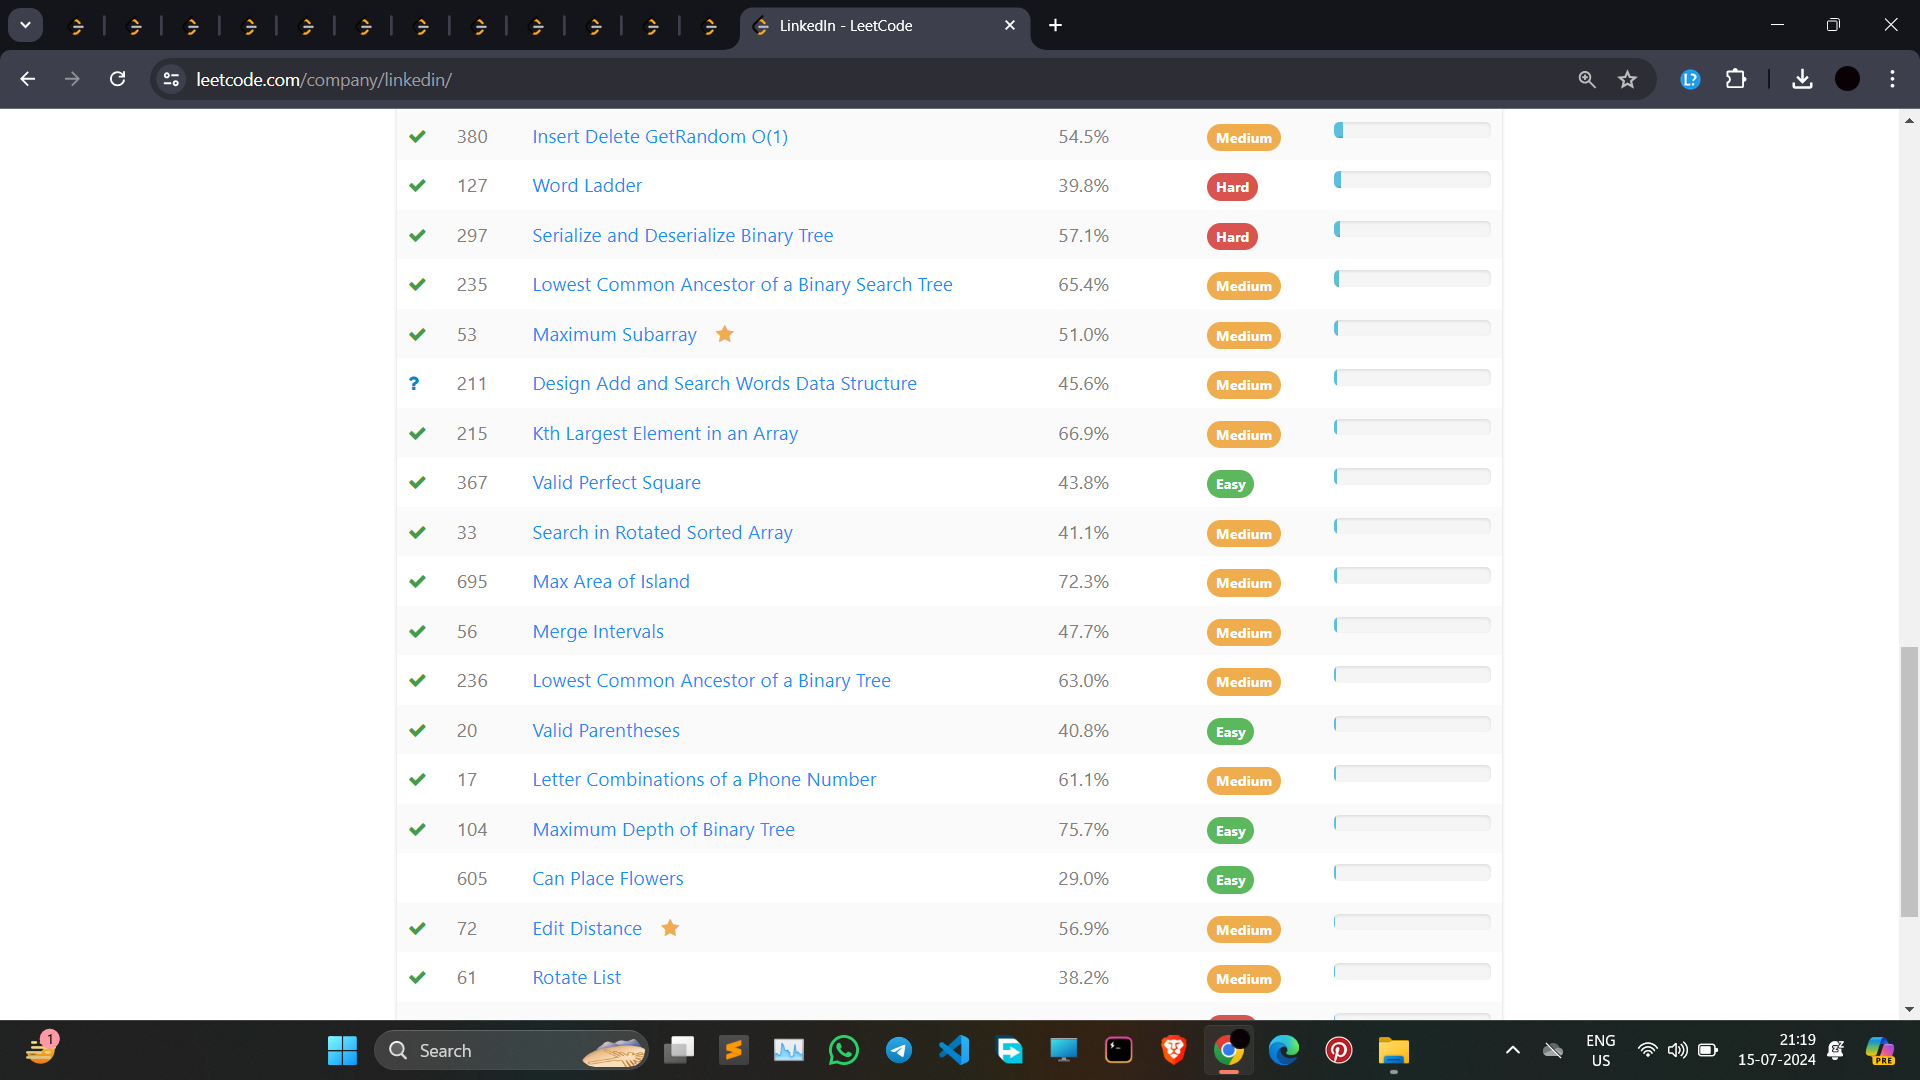 LinkedIn - LeetCode
leetcode.com/company/linkedin/
L?
380 Insert Delete GetRandom O(1) 54.5% Medium
127 Word Ladder 39.8% Hard
297 Serialize and Deserialize Binary Tree 57.1% Hard
235 Lowest Common Ancestor of a Binary Search Tree 65.4% Medium
53 Maximum Subarray 51.0% Medium
? 211 Design Add and Search Words Data Structure 45.6% Medium
215 Kth Largest Element in an Array 66.9% Medium
367 Valid Perfect Square 43.8% Easy
33 Search in Rotated Sorted Array 41.1% Medium
695 Max Area of Island 72.3% Medium
56 Merge Intervals 47.7% Medium
236 Lowest Common Ancestor of a Binary Tree 63.0% Medium
20 Valid Parentheses 40.8% Easy
17 Letter Combinations of a Phone Number 61.1% Medium
104 Maximum Depth of Binary Tree 75.7% Easy
605 Can Place Flowers 29.0% Easy
72 Edit Distance 56.9% Medium
61 Rotate List 38.2% Medium
1
Search
ENG
US
21:19
15-07-2024
PRE